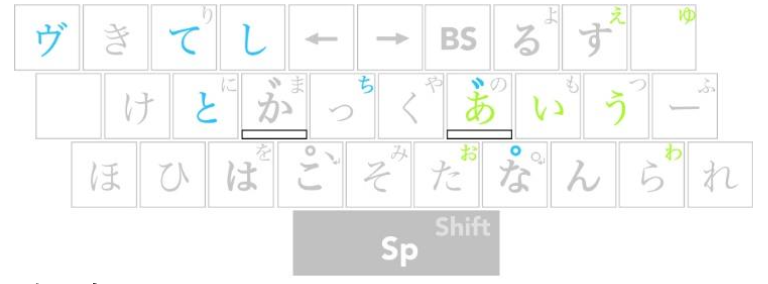 ヴ き て り し ← → BS る よ す え ゆ
け と に か ゛ ま っ ち く や あ ゛ の い も う つ ー ふ
ほ ひ は を こ ゜ 、 そ み た お な ゜ 。 ん ら わ れ
Sp Shift